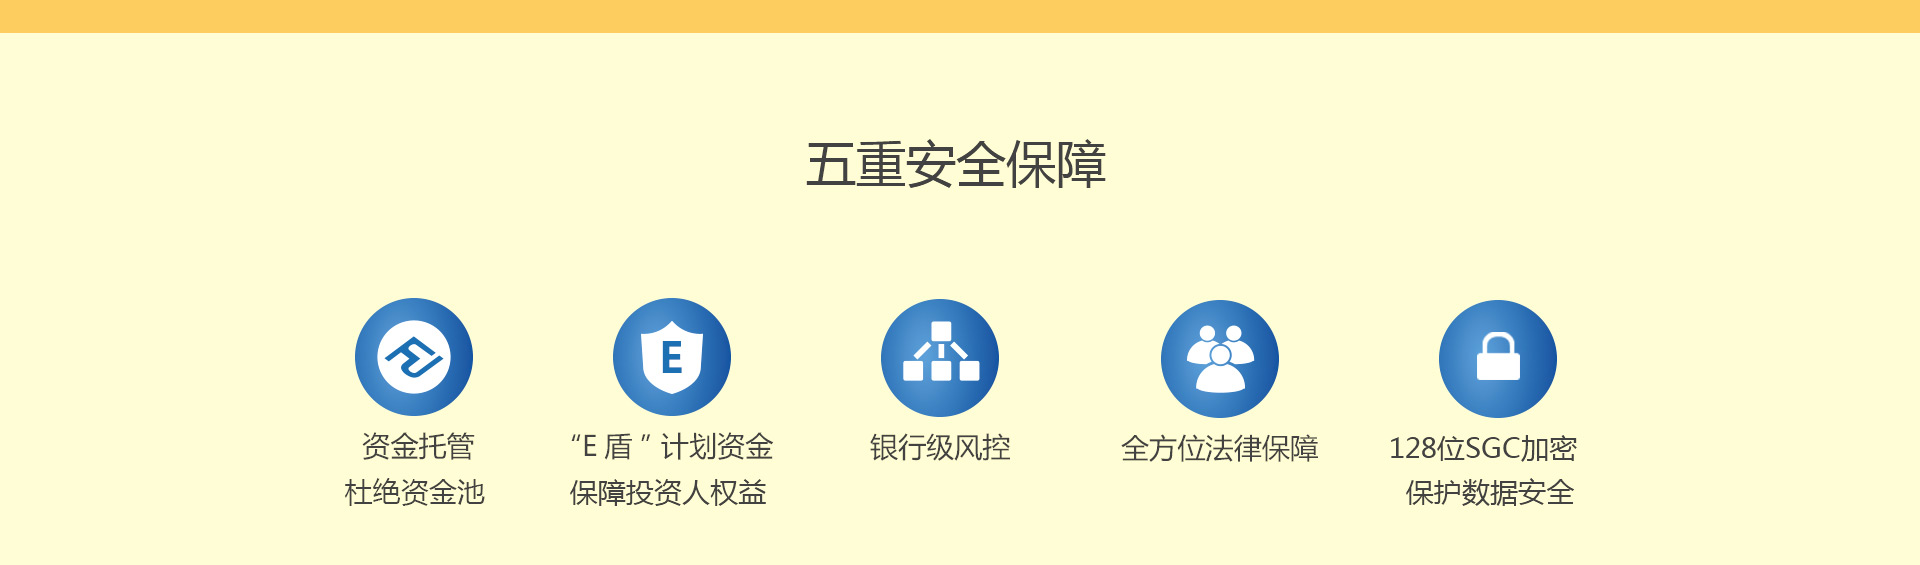 五重安全保障
E
资金托管
杜绝资金池
“E 盾 ” 计划资金
保障投资人权益
银行级风控
全方位法律保障
128位SGC加密
保护数据安全